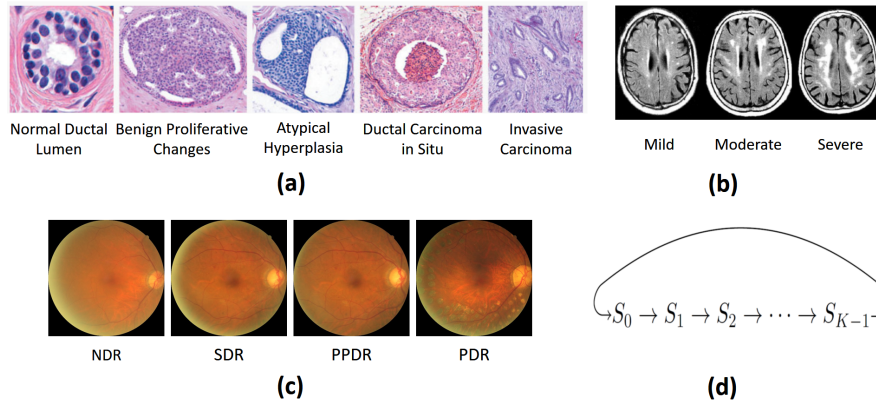 Normal Ductal
Lumen
Benign Proliferative
Changes
Atypical
Hyperplasia
Ductal Carcinoma
in Situ
Invasive
Carcinoma
(a)
Mild
Moderate
Severe
(b)
NDR
SDR
PPDR
PDR
(c)
S₀ → S₁ → S₂ → ⋯ → S_{K−1}
(d)